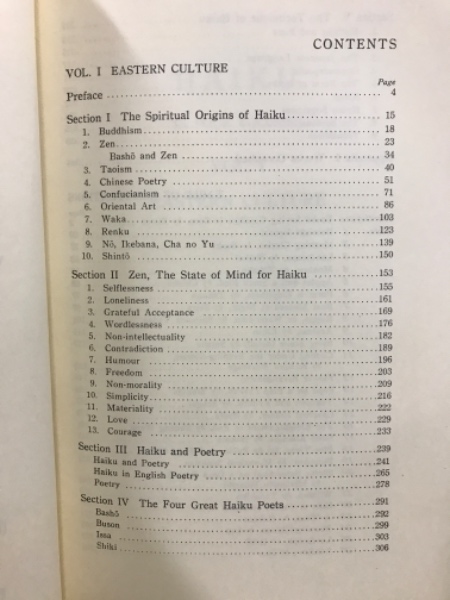 CONTENTS
VOL. I EASTERN CULTURE
Page
Preface ........ 4
Section I The Spiritual Origins of Haiku ........ 15
1. Buddhism ........ 18
2. Zen ........ 23
Bashō and Zen ........ 34
3. Taoism ........ 40
4. Chinese Poetry ........ 51
5. Confucianism ........ 71
6. Oriental Art ........ 86
7. Waka ........ 103
8. Renku ........ 123
9. Nō, Ikebana, Cha no Yu ........ 139
10. Shintō ........ 150
Section II Zen, The State of Mind for Haiku ........ 153
1. Selflessness ........ 155
2. Loneliness ........ 161
3. Grateful Acceptance ........ 169
4. Wordlessness ........ 176
5. Non-intellectuality ........ 182
6. Contradiction ........ 189
7. Humour ........ 196
8. Freedom ........ 203
9. Non-morality ........ 209
10. Simplicity ........ 216
11. Materiality ........ 222
12. Love ........ 229
13. Courage ........ 233
Section III Haiku and Poetry ........ 239
Haiku and Poetry ........ 241
Haiku in English Poetry ........ 265
Poetry ........ 278
Section IV The Four Great Haiku Poets ........ 291
Bashō ........ 292
Buson ........ 299
Issa ........ 303
Shiki ........ 306